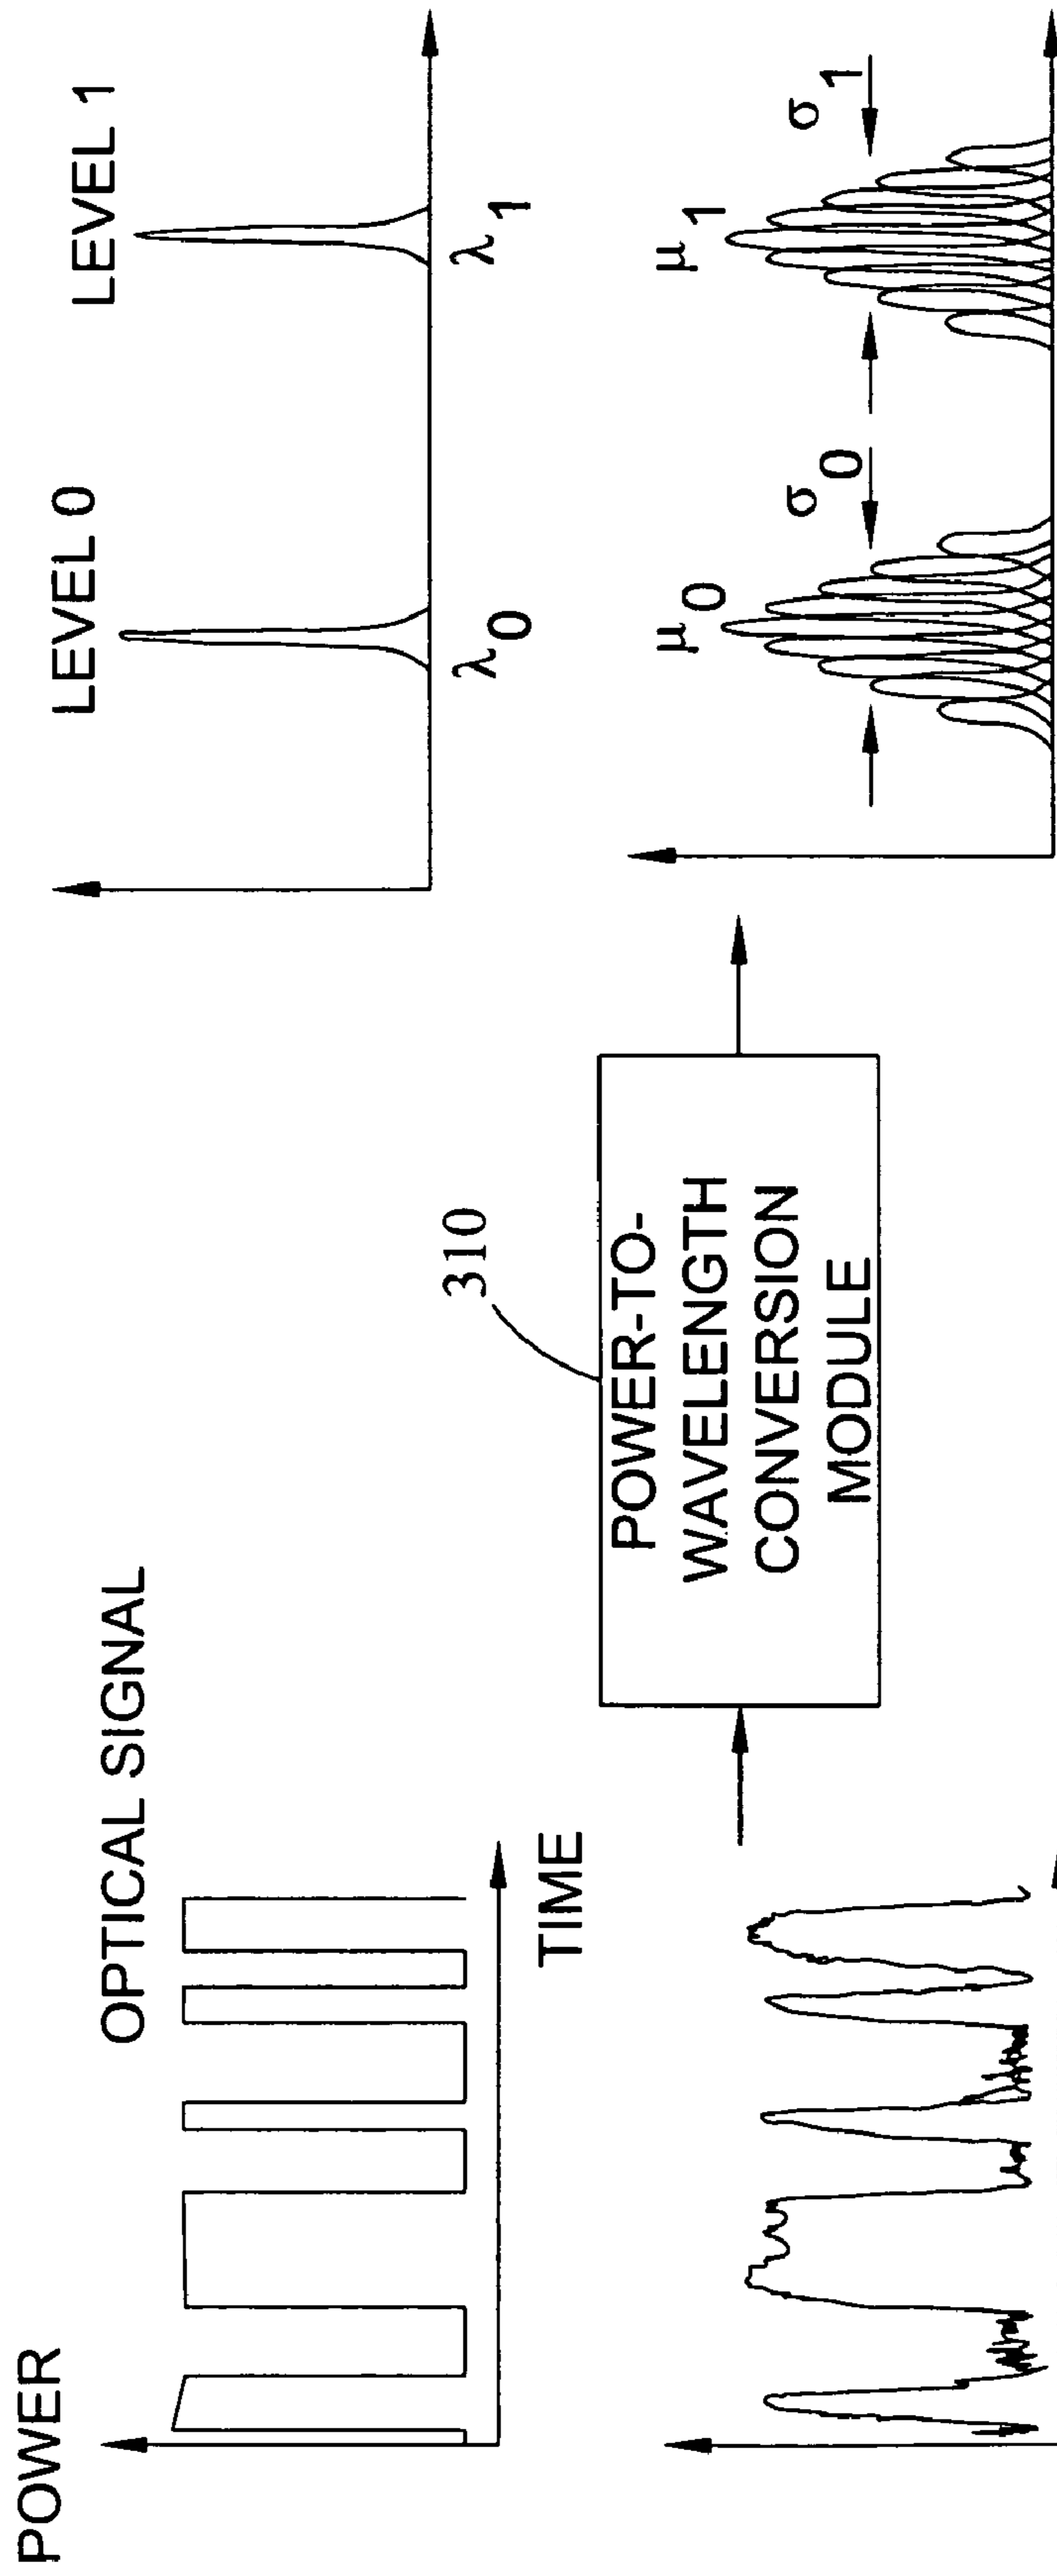 POWER
OPTICAL SIGNAL
TIME
310
POWER-TO-
WAVELENGTH
CONVERSION
MODULE
LEVEL 0
LEVEL 1
λ0
λ1
μ0
σ0
μ1
σ1